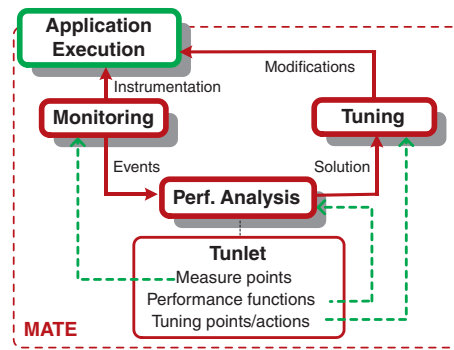 Application
Execution
Modifications
Instrumentation
Monitoring
Tuning
Events
Solution
Perf. Analysis
Tunlet
Measure points
Performance functions
Tuning points/actions
MATE